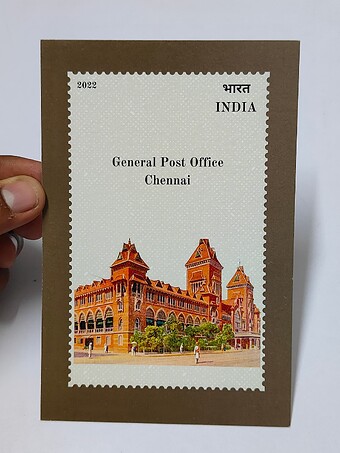 2022
भारत
INDIA
General Post Office
Chennai